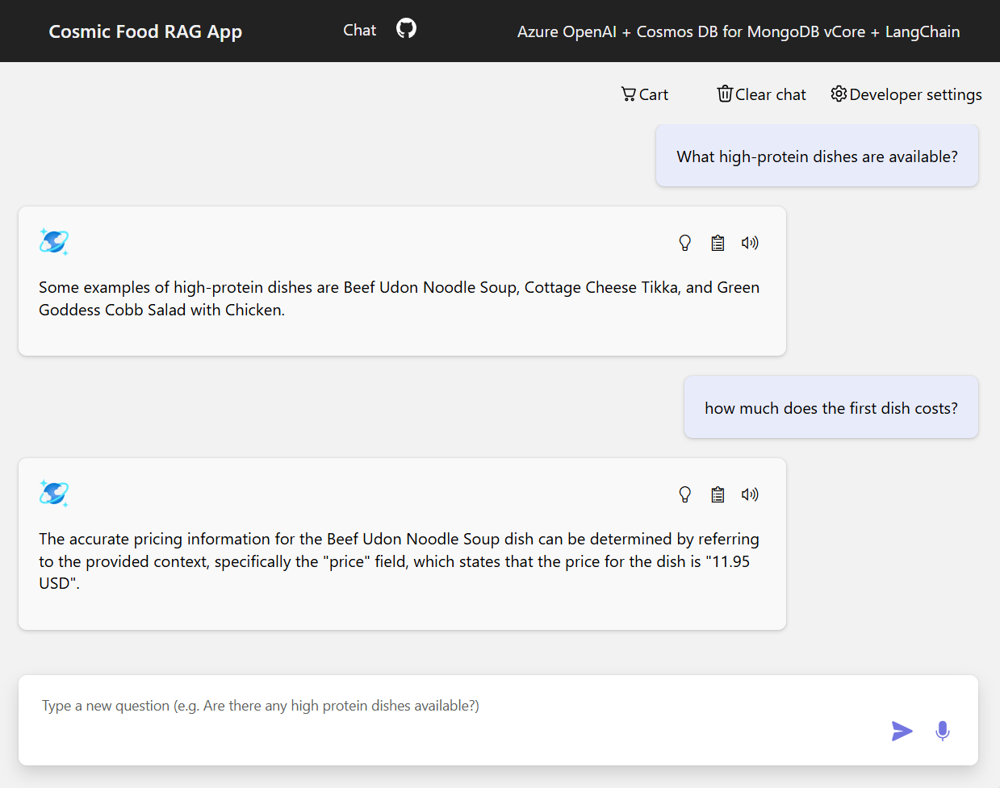 Cosmic Food RAG App
Chat
Azure OpenAI + Cosmos DB for MongoDB vCore + LangChain
Cart
Clear chat
Developer settings
What high-protein dishes are available?
Some examples of high-protein dishes are Beef Udon Noodle Soup, Cottage Cheese Tikka, and Green
Goddess Cobb Salad with Chicken.
how much does the first dish costs?
The accurate pricing information for the Beef Udon Noodle Soup dish can be determined by referring
to the provided context, specifically the "price" field, which states that the price for the dish is "11.95
USD".
Type a new question (e.g. Are there any high protein dishes available?)